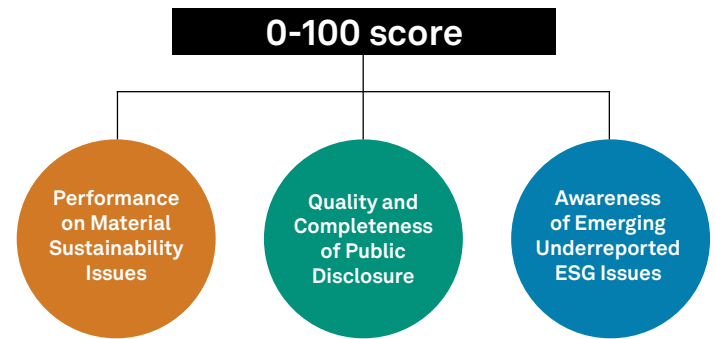 0-100 score
Performance
on Material
Sustainability
Issues
Quality and
Completeness
of Public
Disclosure
Awareness
of Emerging
Underreported
ESG Issues